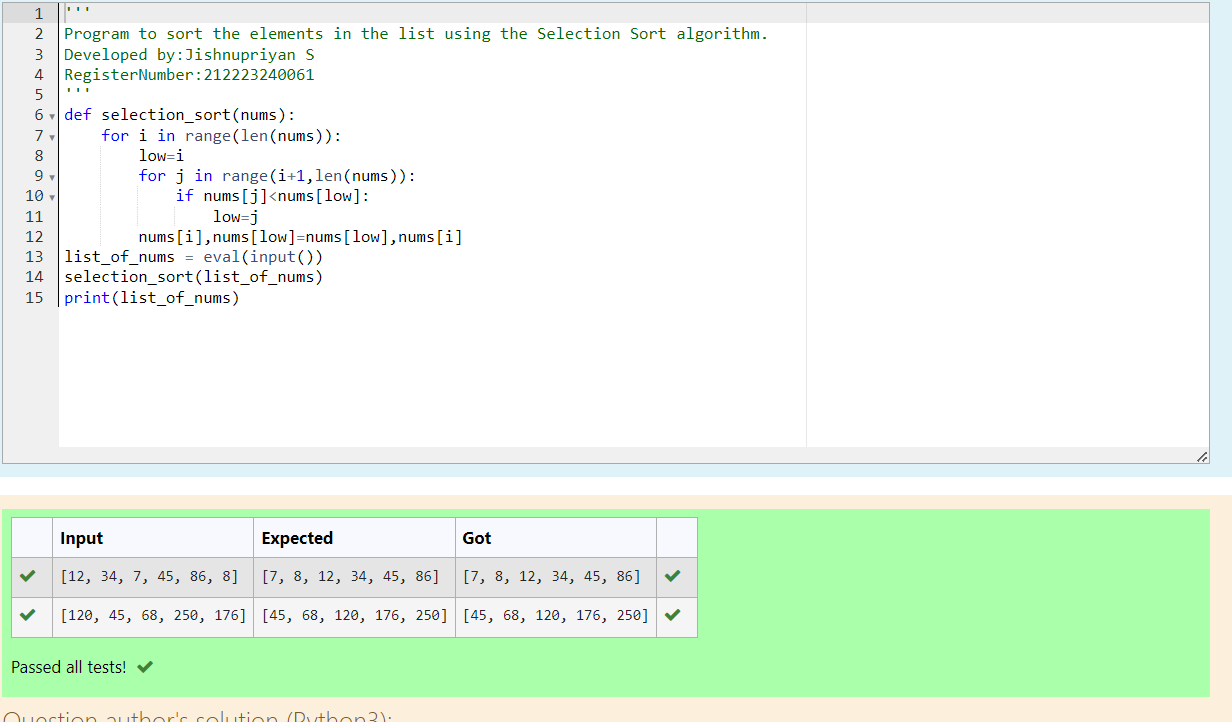 1 '''
2 Program to sort the elements in the list using the Selection Sort algorithm.
3 Developed by:Jishnupriyan S
4 RegisterNumber:212223240061
5 '''
6 def selection_sort(nums):
7     for i in range(len(nums)):
8         low=i
9         for j in range(i+1,len(nums)):
10             if nums[j]<nums[low]:
11                 low=j
12         nums[i],nums[low]=nums[low],nums[i]
13 list_of_nums = eval(input())
14 selection_sort(list_of_nums)
15 print(list_of_nums)
Input Expected Got
[12, 34, 7, 45, 86, 8] [7, 8, 12, 34, 45, 86] [7, 8, 12, 34, 45, 86]
[120, 45, 68, 250, 176] [45, 68, 120, 176, 250] [45, 68, 120, 176, 250]
Passed all tests!
Question author's solution (Python3):